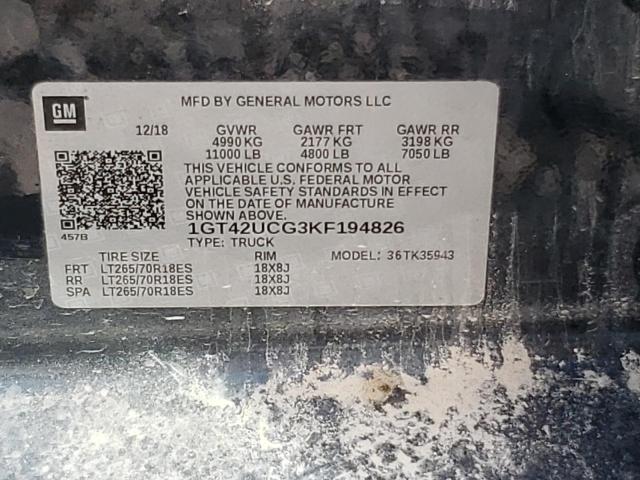 GM
MFD BY GENERAL MOTORS LLC
12/18 GVWR GAWR FRT GAWR RR
4990 KG 2177 KG 3198 KG
11000 LB 4800 LB 7050 LB
THIS VEHICLE CONFORMS TO ALL
APPLICABLE U.S. FEDERAL MOTOR
VEHICLE SAFETY STANDARDS IN EFFECT
ON THE DATE OF MANUFACTURE
SHOWN ABOVE.
457B
1GT42UCG3KF194826
TYPE: TRUCK
TIRE SIZE RIM MODEL: 36TK35943
FRT LT265/70R18ES 18X8J
RR LT265/70R18ES 18X8J
SPA LT265/70R18ES 18X8J